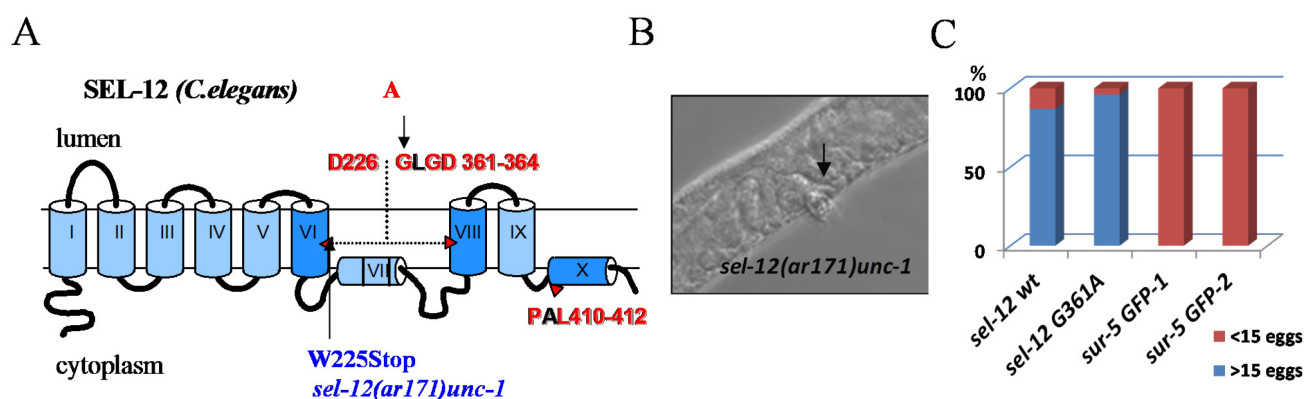 A
SEL-12 (C.elegans)
A
lumen
D226 GLGD 361-364
I II III IV V VI VIII IX
VII X
PAL410-412
cytoplasm
W225Stop
sel-12(ar171)unc-1
B
sel-12(ar171)unc-1
C
%
100
50
0
sel-12 wt
sel-12 G361A
sur-5 GFP-1
sur-5 GFP-2
<15 eggs
>15 eggs